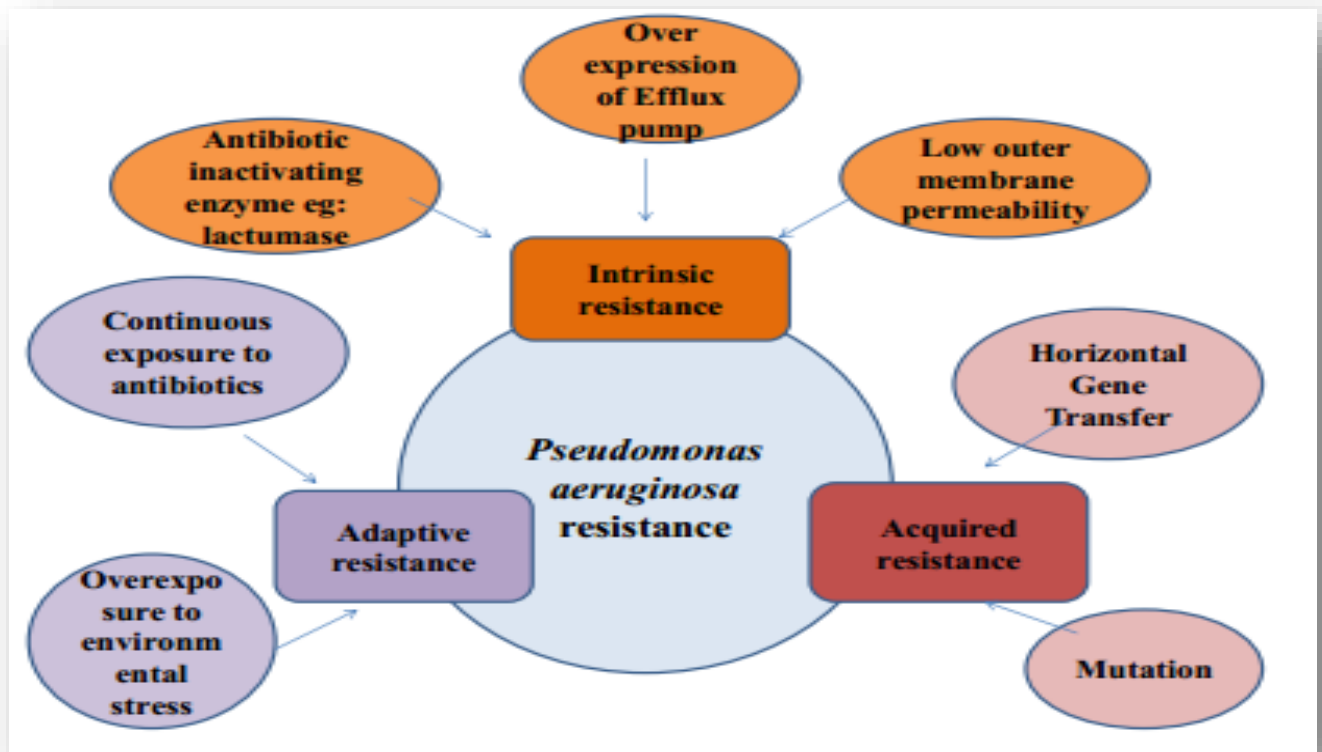 Over
expression
of Efflux
pump
Antibiotic
inactivating
enzyme eg:
lactumase
Low outer
membrane
permeability
Intrinsic
resistance
Continuous
exposure to
antibiotics
Horizontal
Gene
Transfer
Pseudomonas
aeruginosa
resistance
Adaptive
resistance
Acquired
resistance
Overexpo
sure to
environm
ental
stress
Mutation